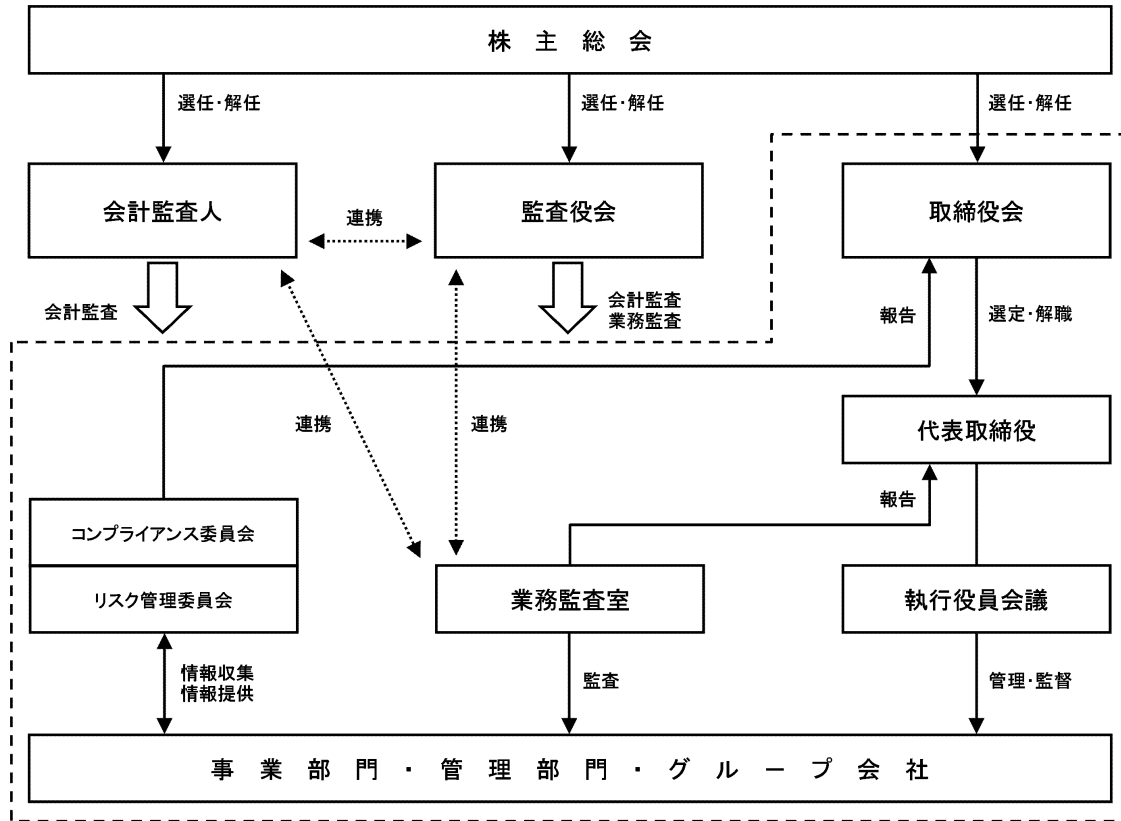 株主総会
選任・解任
選任・解任
選任・解任
会計監査人
連携
監査役会
取締役会
会計監査
会計監査
業務監査
報告
選定・解職
連携
連携
代表取締役
報告
コンプライアンス委員会
リスク管理委員会
業務監査室
執行役員会議
情報収集
情報提供
監査
管理・監督
事業部門・管理部門・グループ会社